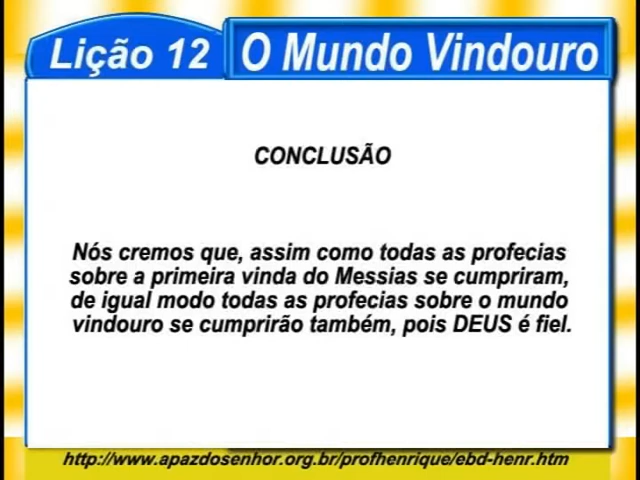 Lição 12
O Mundo Vindouro
CONCLUSÃO
Nós cremos que, assim como todas as profecias
sobre a primeira vinda do Messias se cumpriram,
de igual modo todas as profecias sobre o mundo
vindouro se cumprirão também, pois DEUS é fiel.
http://www.apazdosenhor.org.br/profhenrique/ebd-henr.htm